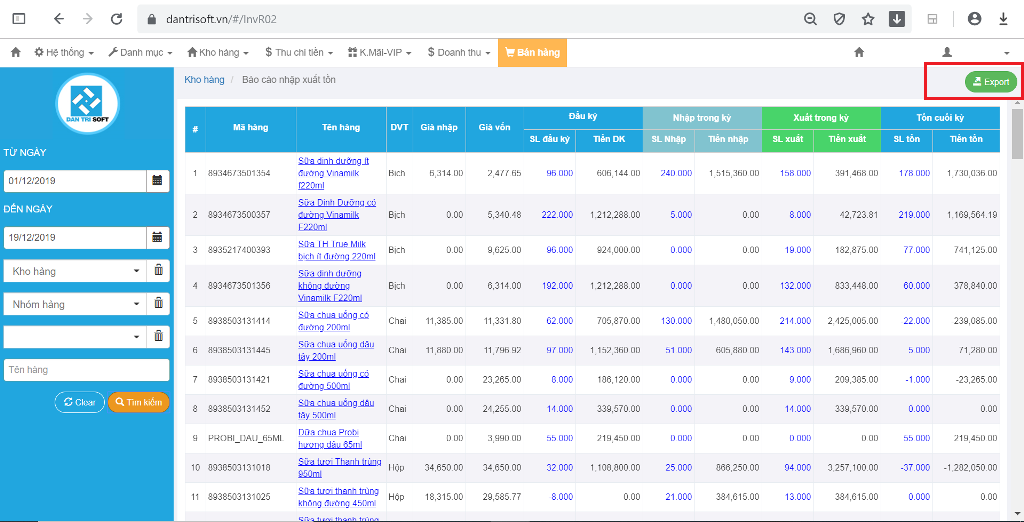 dantrisoft.vn/#/InvR02
Hệ thống Danh mục Kho hàng Thu chi tiền K.Mãi-VIP Doanh thu Bán hàng
Kho hàng / Báo cáo nhập xuất tồn Export
DAN TRI SOFT
TỪ NGÀY
01/12/2019
ĐẾN NGÀY
19/12/2019
Kho hàng
Nhóm hàng
Tên hàng
Clear Tìm kiếm
# Mã hàng Tên hàng DVT Giá nhập Giá vốn Đầu kỳ Nhập trong kỳ Xuất trong kỳ Tồn cuối kỳ
SL đầu kỳ Tiền DK SL Nhập Tiền nhập SL xuất Tiền xuất SL tồn Tiền tồn
1 8934673501354 Sữa dinh dưỡng ít đường Vinamilk f220ml Bịch 6,314.00 2,477.65 96.000 606,144.00 240.000 1,515,360.00 158.000 391,468.00 178.000 1,730,036.00
2 8934673500357 Sữa Dinh Dưỡng có đường Vinamilk F220ml Bịch 0.00 5,340.48 222.000 1,212,288.00 5.000 0.00 8.000 42,723.81 219.000 1,169,564.19
3 8935217400393 Sữa TH True Milk bịch ít đường 220ml Bịch 0.00 9,625.00 96.000 924,000.00 0.000 0.00 19.000 182,875.00 77.000 741,125.00
4 8934673501356 Sữa dinh dưỡng không đường Vinamilk F220ml Bịch 0.00 6,314.00 192.000 1,212,288.00 0.000 0.00 132.000 833,448.00 60.000 378,840.00
5 8938503131414 Sữa chua uống có đường 200ml Chai 11,385.00 11,331.80 62.000 705,870.00 130.000 1,480,050.00 214.000 2,425,005.00 22.000 239,085.00
6 8938503131445 Sữa chua uống dâu tây 200ml Chai 11,880.00 11,796.92 97.000 1,152,360.00 51.000 605,880.00 143.000 1,686,960.00 5.000 71,280.00
7 8938503131421 Sữa chua uống có đường 500ml Chai 0.00 23,265.00 8.000 186,120.00 0.000 0.00 9.000 209,385.00 -1.000 -23,265.00
8 8938503131452 Sữa chua uống dâu tây 500ml Chai 0.00 24,255.00 14.000 339,570.00 0.000 0.00 14.000 339,570.00 0.000 0.00
9 PROBI_DAU_65ML Dữa chua Probi hương dâu 65ml Chai 0.00 3,990.00 55.000 219,450.00 0.000 0.00 0.000 0.00 55.000 219,450.00
10 8938503131018 Sữa tươi Thanh trùng 950ml Hộp 34,650.00 34,650.00 32.000 1,108,800.00 25.000 866,250.00 94.000 3,257,100.00 -37.000 -1,282,050.00
11 8938503131025 Sữa tươi thanh trùng không đường 450ml Hộp 18,315.00 29,585.77 8.000 0.00 21.000 384,615.00 13.000 384,615.00 0.000 0.00
Sữa tươi thanh trùng